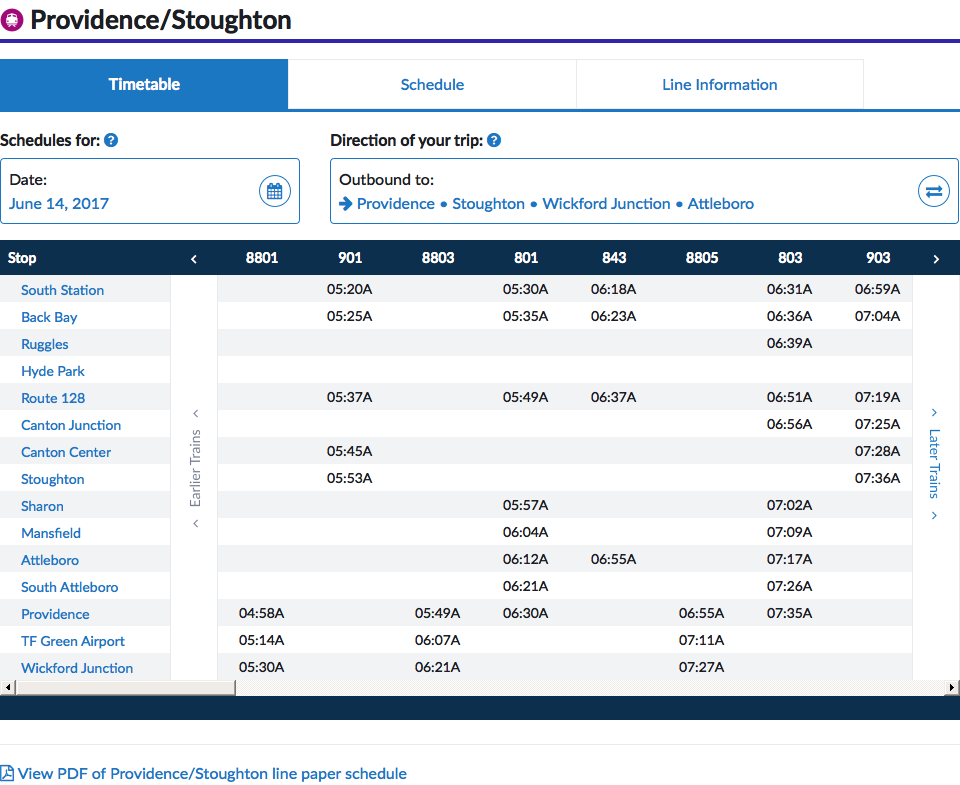 Providence/Stoughton
Timetable Schedule Line Information
Schedules for: ? Direction of your trip: ?
Date: Outbound to:
June 14, 2017 → Providence • Stoughton • Wickford Junction • Attleboro
Stop < 8801 901 8803 801 843 8805 803 903 >
South Station 05:20A 05:30A 06:18A 06:31A 06:59A
Back Bay 05:25A 05:35A 06:23A 06:36A 07:04A
Ruggles 06:39A
Hyde Park
Route 128 05:37A 05:49A 06:37A 06:51A 07:19A
Canton Junction 06:56A 07:25A
Canton Center 05:45A 07:28A
Stoughton 05:53A 07:36A
Sharon 05:57A 07:02A
Mansfield 06:04A 07:09A
Attleboro 06:12A 06:55A 07:17A
South Attleboro 06:21A 07:26A
Providence 04:58A 05:49A 06:30A 06:55A 07:35A
TF Green Airport 05:14A 06:07A 07:11A
Wickford Junction 05:30A 06:21A 07:27A
< Earlier Trains <
> Later Trains >
View PDF of Providence/Stoughton line paper schedule